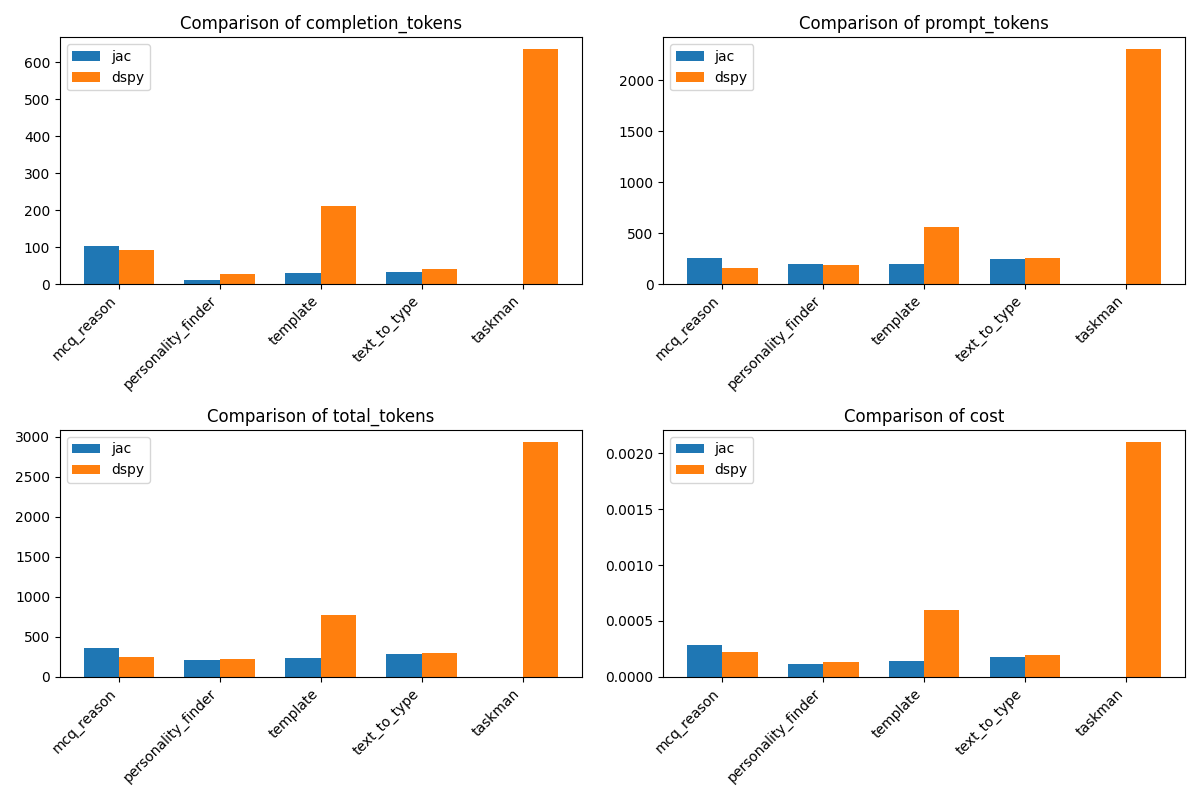 Comparison of completion_tokens
jac
dspy
600
500
400
300
200
100
0
mcq_reason
personality_finder
template
text_to_type
taskman
Comparison of prompt_tokens
jac
dspy
2000
1500
1000
500
0
mcq_reason
personality_finder
template
text_to_type
taskman
Comparison of total_tokens
jac
dspy
3000
2500
2000
1500
1000
500
0
mcq_reason
personality_finder
template
text_to_type
taskman
Comparison of cost
jac
dspy
0.0020
0.0015
0.0010
0.0005
0.0000
mcq_reason
personality_finder
template
text_to_type
taskman